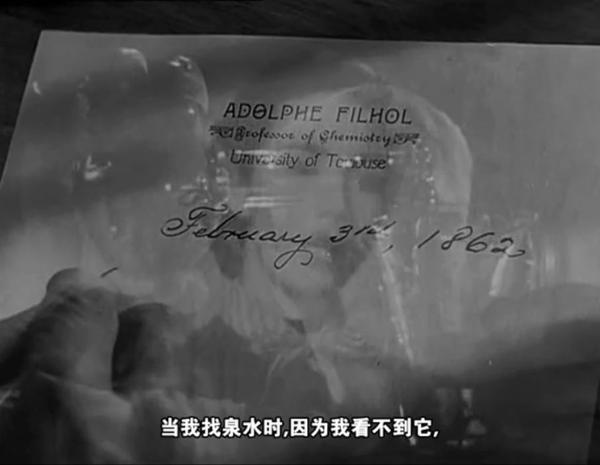 ADOLPHE FILHOL
Professor of Chemistry
University of Toulouse
February 3rd, 1862
当我找泉水时,因为我看不到它,